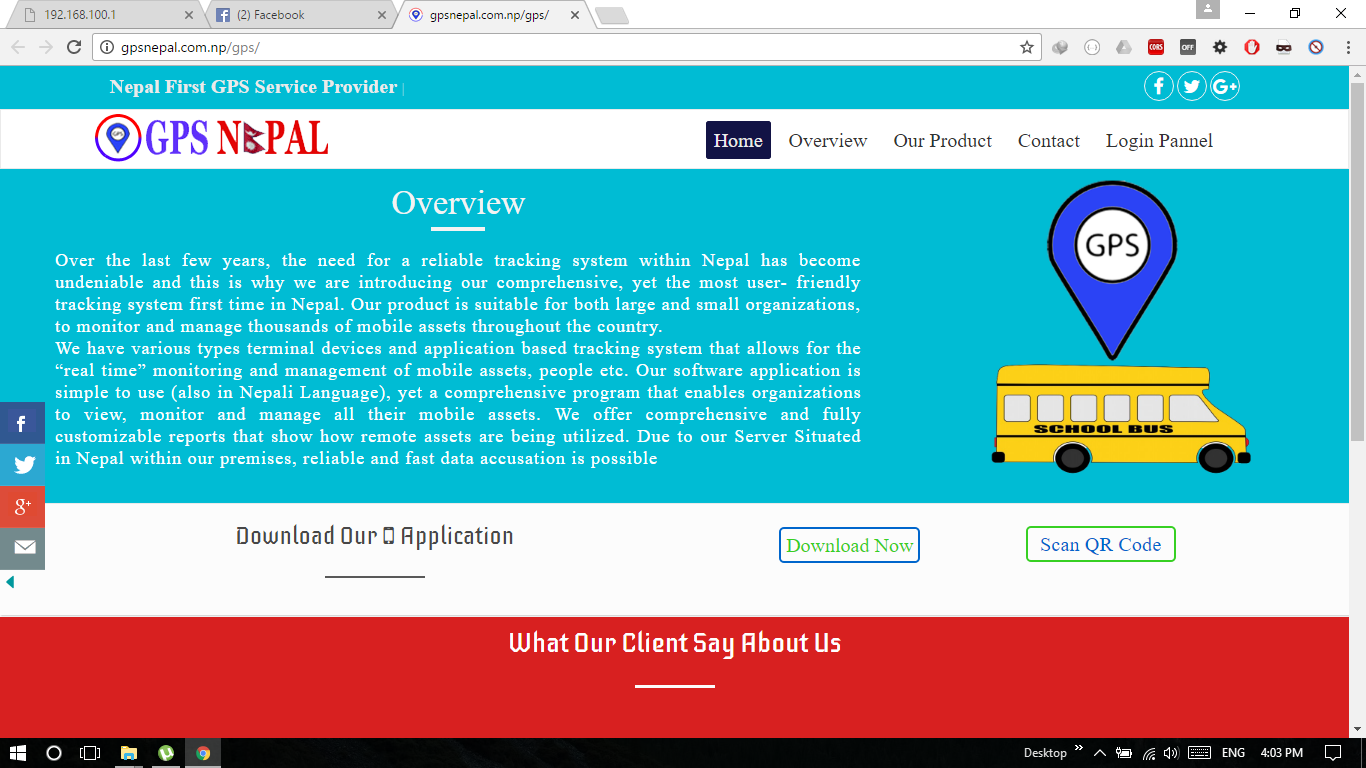 192.168.100.1
(2) Facebook
gpsnepal.com.np/gps/
gpsnepal.com.np/gps/
CORS
OFF
Nepal First GPS Service Provider |
GPS
GPS NEPAL
Home
Overview
Our Product
Contact
Login Pannel
Overview
Over the last few years, the need for a reliable tracking system within Nepal has become
undeniable and this is why we are introducing our comprehensive, yet the most user- friendly
tracking system first time in Nepal. Our product is suitable for both large and small organizations,
to monitor and manage thousands of mobile assets throughout the country.
We have various types terminal devices and application based tracking system that allows for the
“real time” monitoring and management of mobile assets, people etc. Our software application is
simple to use (also in Nepali Language), yet a comprehensive program that enables organizations
to view, monitor and manage all their mobile assets. We offer comprehensive and fully
customizable reports that show how remote assets are being utilized. Due to our Server Situated
in Nepal within our premises, reliable and fast data accusation is possible
GPS
SCHOOL BUS
Download Our Application
Download Now
Scan QR Code
What Our Client Say About Us
Desktop
ENG
4:03 PM